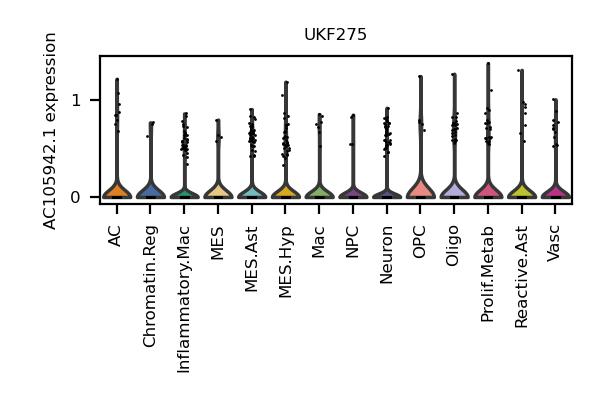 UKF275
AC105942.1 expression
1
0
AC
Chromatin.Reg
Inflammatory.Mac
MES
MES.Ast
MES.Hyp
Mac
NPC
Neuron
OPC
Oligo
Prolif.Metab
Reactive.Ast
Vasc